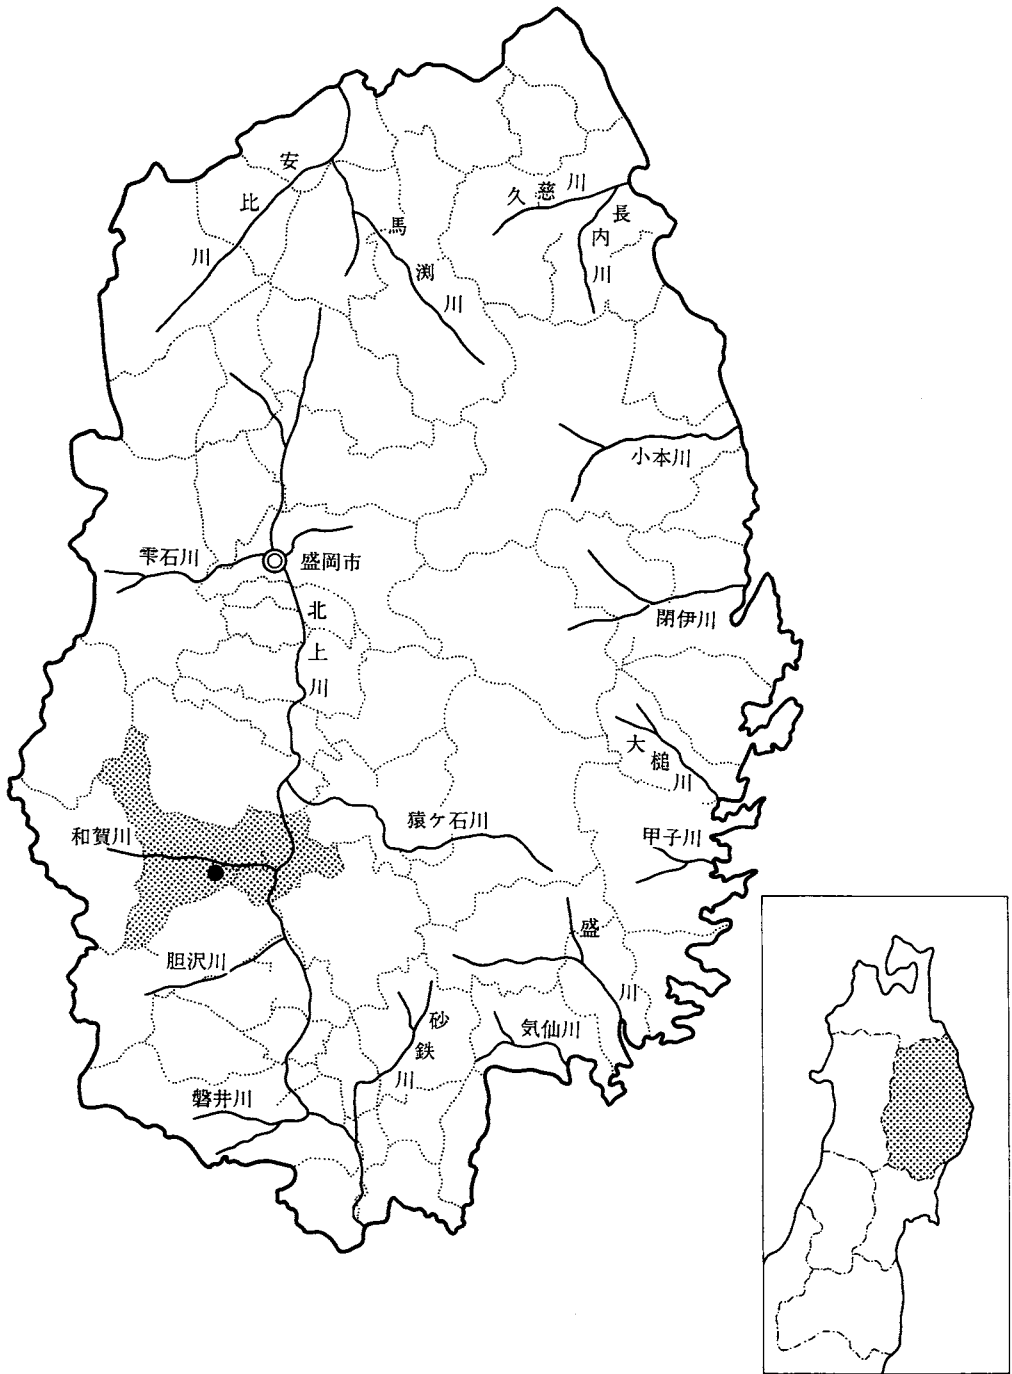 安比川
馬渕川
久慈川
長内川
小本川
雫石川
盛岡市
北上川
閉伊川
大槌川
和賀川
猿ケ石川
甲子川
胆沢川
盛川
砂鉄川
気仙川
磐井川